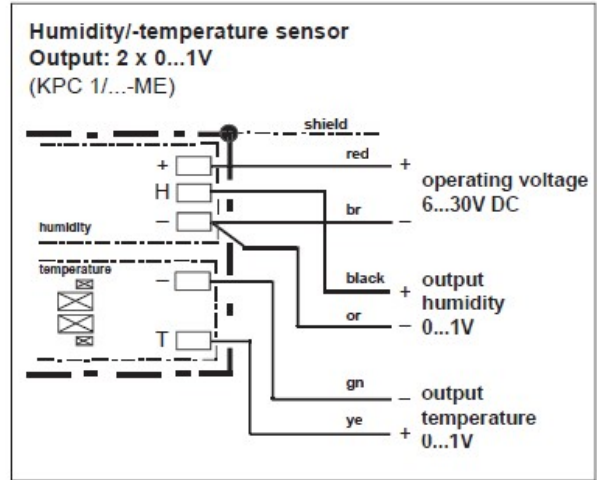 Humidity/-temperature sensor
Output: 2 x 0...1V
(KPC 1/...-ME)
shield
red
+
+
operating voltage
6...30V DC
H
br
–
–
humidity
temperature
–
black
+
output
humidity
0...1V
or
–
T
gn
–
output
temperature
0...1V
ye
+